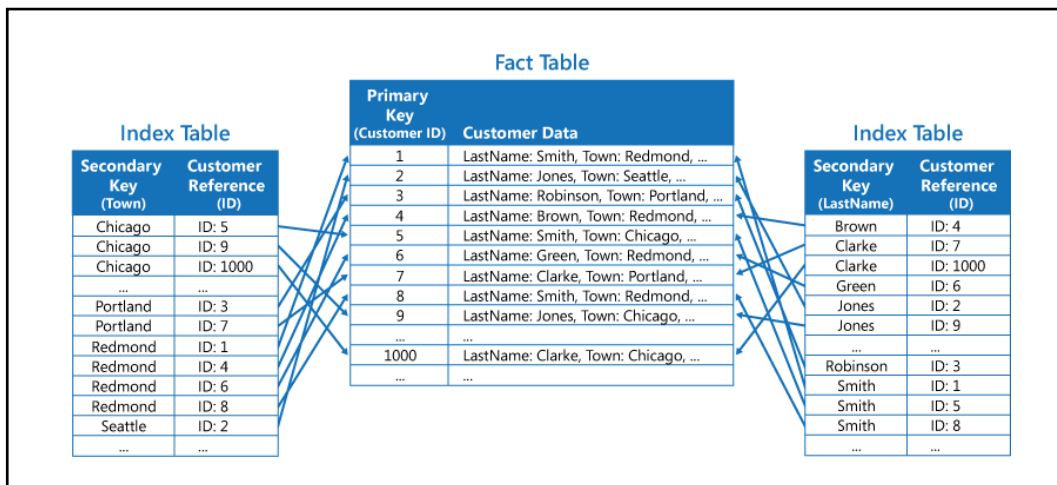 Fact Table
Primary
Key
(Customer ID) Customer Data
1 LastName: Smith, Town: Redmond, ...
2 LastName: Jones, Town: Seattle, ...
3 LastName: Robinson, Town: Portland, ...
4 LastName: Brown, Town: Redmond, ...
5 LastName: Smith, Town: Chicago, ...
6 LastName: Green, Town: Redmond, ...
7 LastName: Clarke, Town: Portland, ...
8 LastName: Smith, Town: Redmond, ...
9 LastName: Jones, Town: Chicago, ...
... ...
1000 LastName: Clarke, Town: Chicago, ...
... ...
Index Table
Secondary Customer
Key Reference
(Town) (ID)
Chicago ID: 5
Chicago ID: 9
Chicago ID: 1000
... ...
Portland ID: 3
Portland ID: 7
Redmond ID: 1
Redmond ID: 4
Redmond ID: 6
Redmond ID: 8
Seattle ID: 2
... ...
Index Table
Secondary Customer
Key Reference
(LastName) (ID)
Brown ID: 4
Clarke ID: 7
Clarke ID: 1000
Green ID: 6
Jones ID: 2
Jones ID: 9
... ...
Robinson ID: 3
Smith ID: 1
Smith ID: 5
Smith ID: 8
... ...